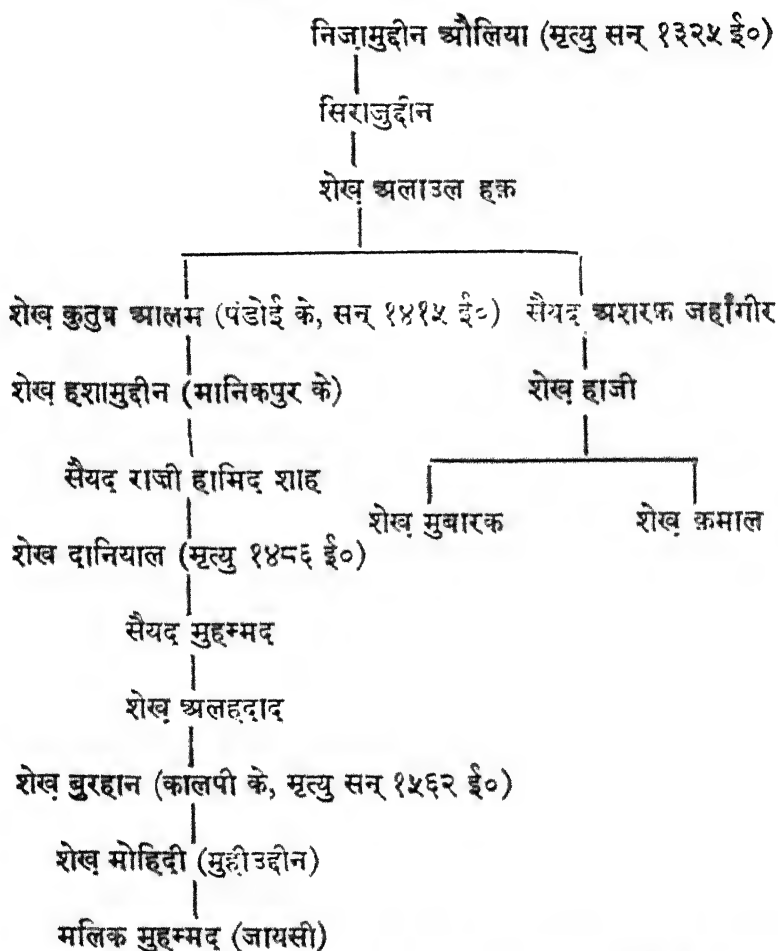 निज़ामुद्दीन औलिया (मृत्यु सन् १३२५ ई०)
सिराजुद्दीन
शेख़ अलाउल हक़
शेख़ कुतुब आलम (पंडोई के, सन् १४१५ ई०) सैयद अशरफ़ जहाँगीर
शेख़ हशामुद्दीन (मानिकपुर के) शेख़ हाजी
सैयद राजी हामिद शाह
शेख़ मुबारक शेख़ क़माल
शेख़ दानियाल (मृत्यु १४८६ ई०)
सैयद मुहम्मद
शेख़ अलहदाद
शेख़ बुरहान (कालपी के, मृत्यु सन् १५६२ ई०)
शेख़ मोहिदी (मुहीउद्दीन)
मलिक मुहम्मद (जायसी)